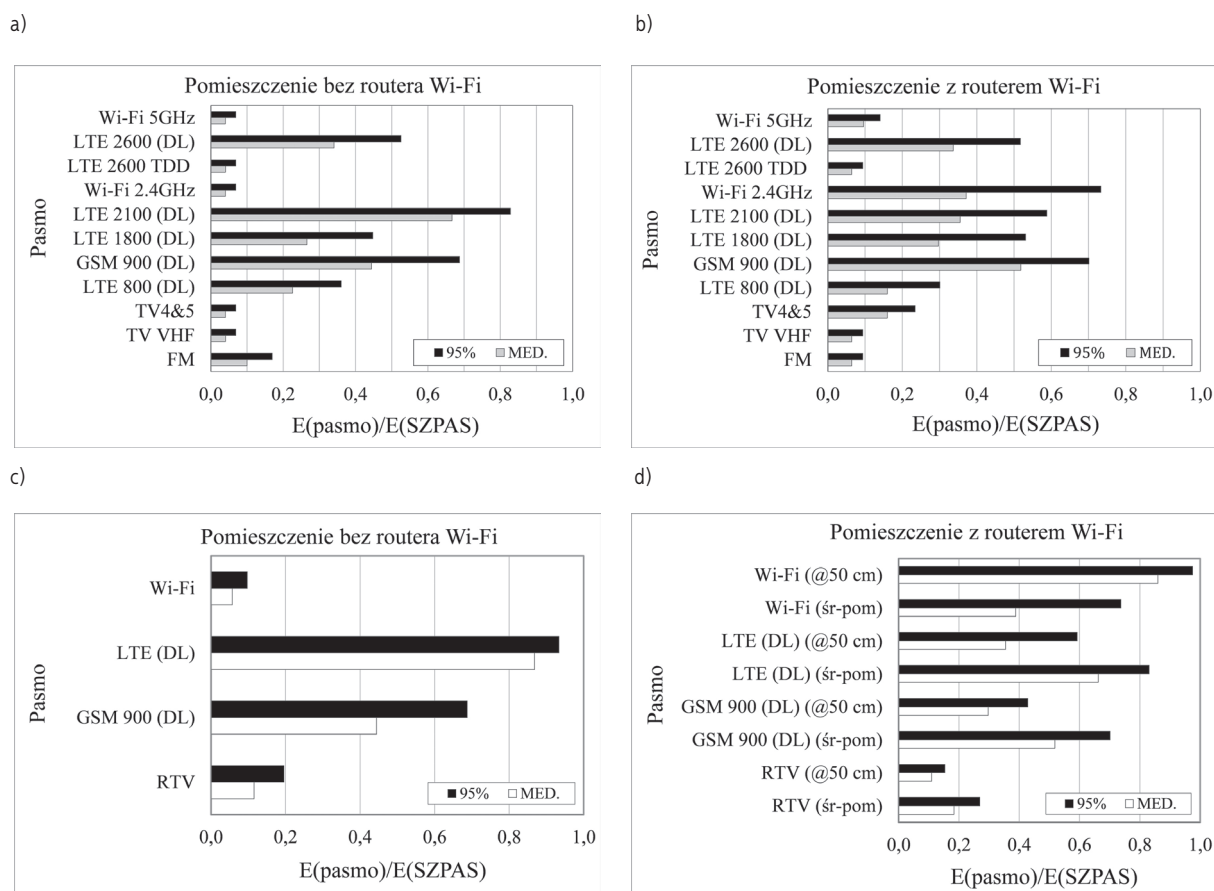 a)
Pomieszczenie bez routera Wi-Fi
Pasmo
Wi-Fi 5GHz
LTE 2600 (DL)
LTE 2600 TDD
Wi-Fi 2.4GHz
LTE 2100 (DL)
LTE 1800 (DL)
GSM 900 (DL)
LTE 800 (DL)
TV4&5
TV VHF
FM
95% MED.
0,0 0,2 0,4 0,6 0,8 1,0
E(pasmo)/E(SZPAS)
b)
Pomieszczenie z routerem Wi-Fi
Pasmo
Wi-Fi 5GHz
LTE 2600 (DL)
LTE 2600 TDD
Wi-Fi 2.4GHz
LTE 2100 (DL)
LTE 1800 (DL)
GSM 900 (DL)
LTE 800 (DL)
TV4&5
TV VHF
FM
95% MED.
0,0 0,2 0,4 0,6 0,8 1,0
E(pasmo)/E(SZPAS)
c)
Pomieszczenie bez routera Wi-Fi
Pasmo
Wi-Fi
LTE (DL)
GSM 900 (DL)
RTV
95% MED.
0,0 0,2 0,4 0,6 0,8 1,0
E(pasmo)/E(SZPAS)
d)
Pomieszczenie z routerem Wi-Fi
Pasmo
Wi-Fi (@50 cm)
Wi-Fi (śr-pom)
LTE (DL) (@50 cm)
LTE (DL) (śr-pom)
GSM 900 (DL) (@50 cm)
GSM 900 (DL) (śr-pom)
RTV (@50 cm)
RTV (śr-pom)
95% MED.
0,0 0,2 0,4 0,6 0,8 1,0
E(pasmo)/E(SZPAS)